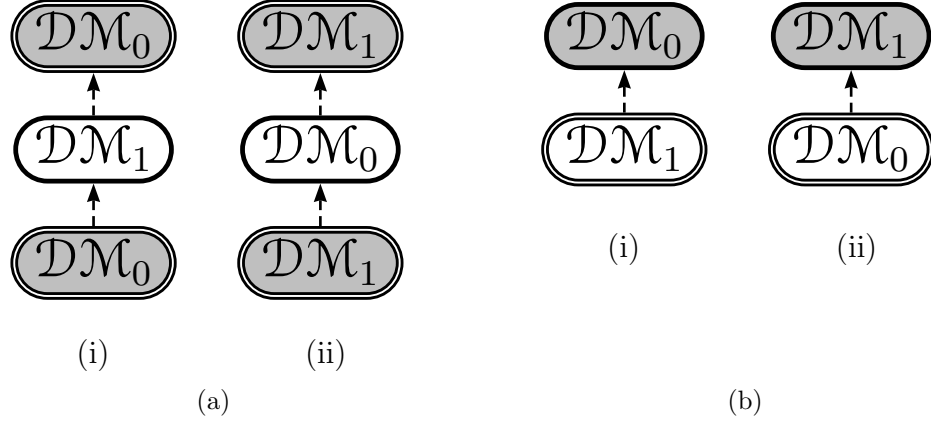 𝒟ℳ₀ 𝒟ℳ₁ 𝒟ℳ₀ 𝒟ℳ₁
𝒟ℳ₁ 𝒟ℳ₀ 𝒟ℳ₁ 𝒟ℳ₀
𝒟ℳ₀ 𝒟ℳ₁ (i) (ii)
(i) (ii)
(a) (b)